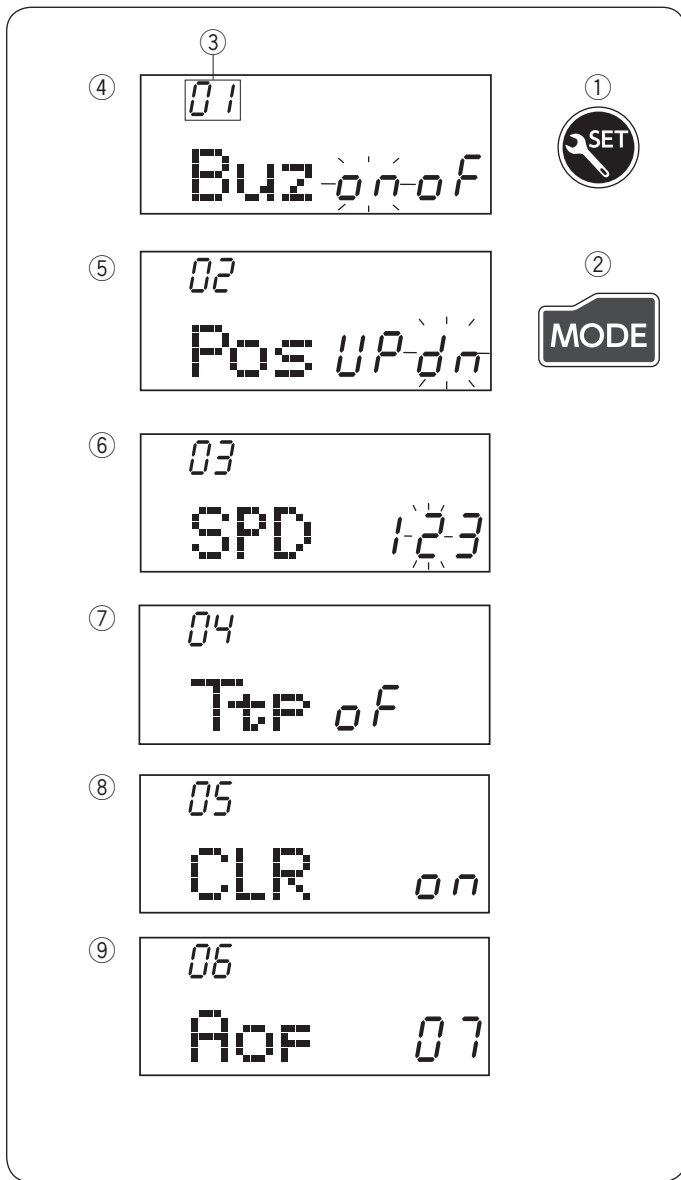 ③
④
01
①
SET
Buz on oF
⑤
02
②
MODE
Pos UP dn
⑥
03
SPD 1 2 3
⑦
04
Ttp oF
⑧
05
CLR on
⑨
06
Aof 07